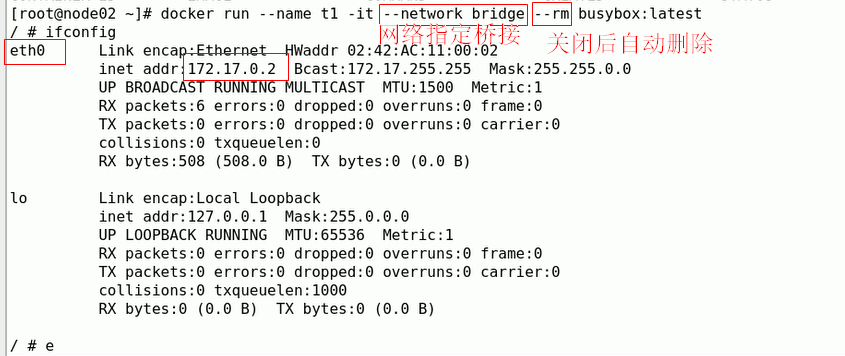 [root@node02 ~]# docker run --name t1 -it --network bridge --rm busybox:latest
/ # ifconfig
网络指定桥接
关闭后自动删除
eth0      Link encap:Ethernet  HWaddr 02:42:AC:11:00:02
          inet addr:172.17.0.2  Bcast:172.17.255.255  Mask:255.255.0.0
          UP BROADCAST RUNNING MULTICAST  MTU:1500  Metric:1
          RX packets:6 errors:0 dropped:0 overruns:0 frame:0
          TX packets:0 errors:0 dropped:0 overruns:0 carrier:0
          collisions:0 txqueuelen:0
          RX bytes:508 (508.0 B)  TX bytes:0 (0.0 B)
lo        Link encap:Local Loopback
          inet addr:127.0.0.1  Mask:255.0.0.0
          UP LOOPBACK RUNNING  MTU:65536  Metric:1
          RX packets:0 errors:0 dropped:0 overruns:0 frame:0
          TX packets:0 errors:0 dropped:0 overruns:0 carrier:0
          collisions:0 txqueuelen:1000
          RX bytes:0 (0.0 B)  TX bytes:0 (0.0 B)
/ # e